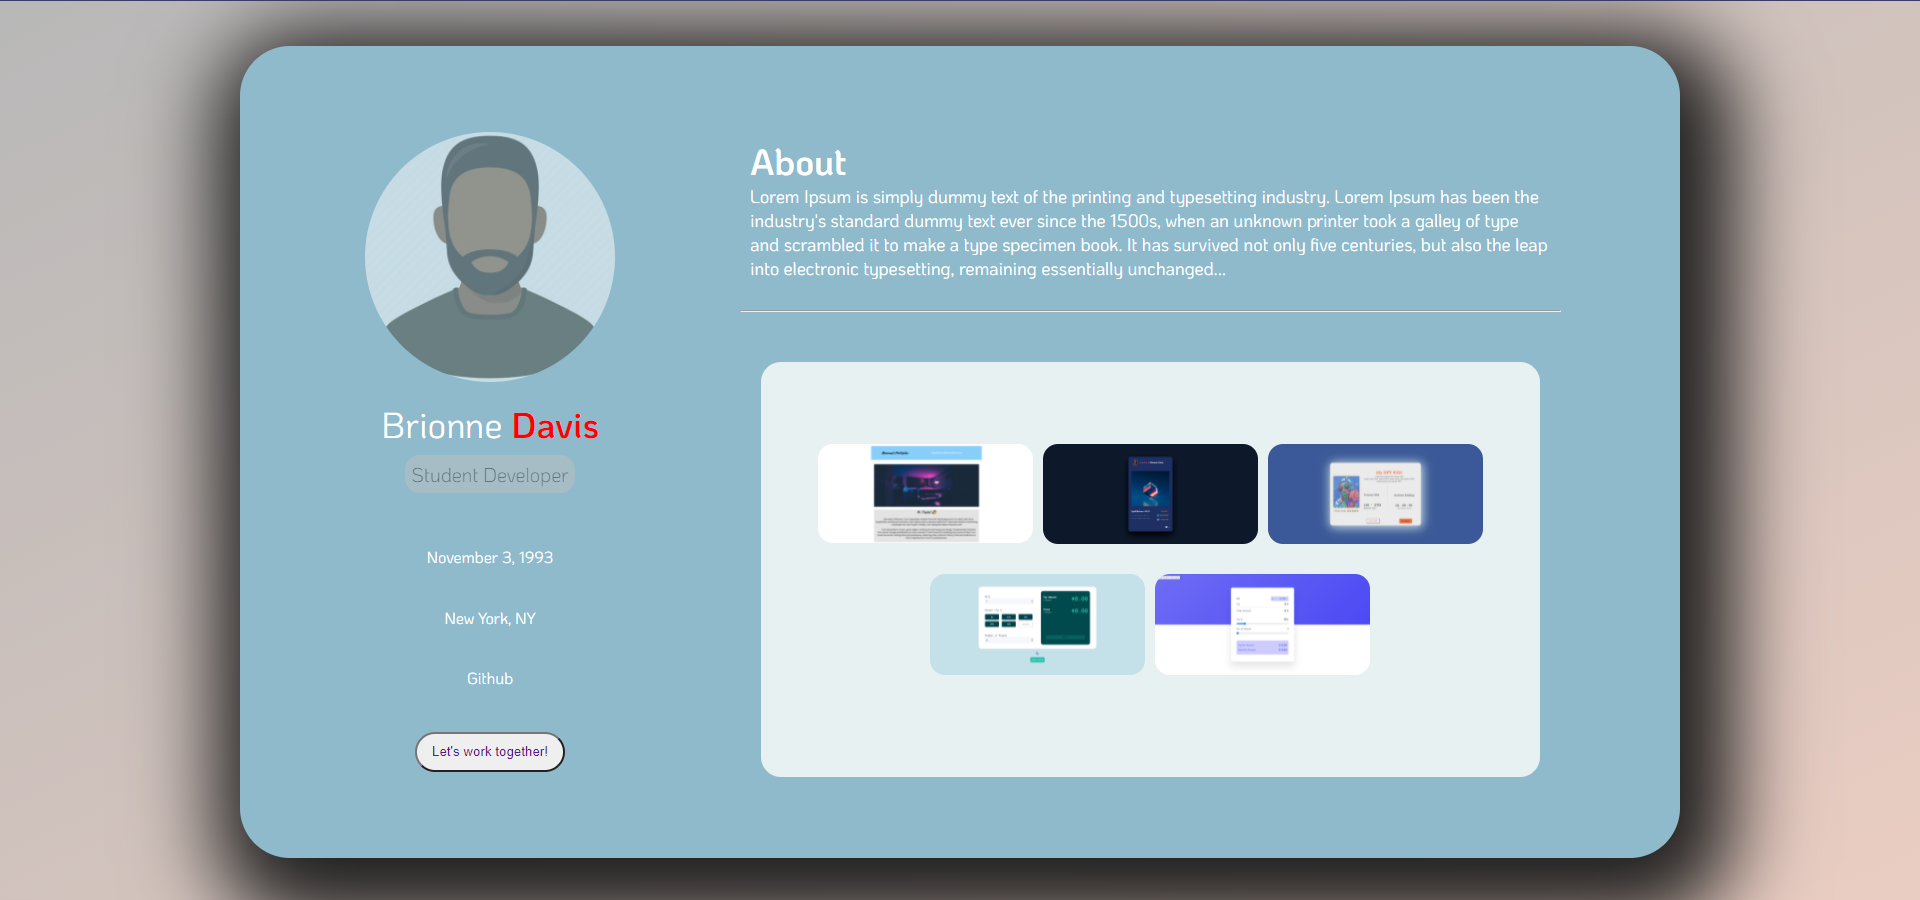 Brionne Davis
Student Developer
November 3, 1993
New York, NY
Github
Let's work together!
About
Lorem Ipsum is simply dummy text of the printing and typesetting industry. Lorem Ipsum has been the
industry's standard dummy text ever since the 1500s, when an unknown printer took a galley of type
and scrambled it to make a type specimen book. It has survived not only five centuries, but also the leap
into electronic typesetting, remaining essentially unchanged...